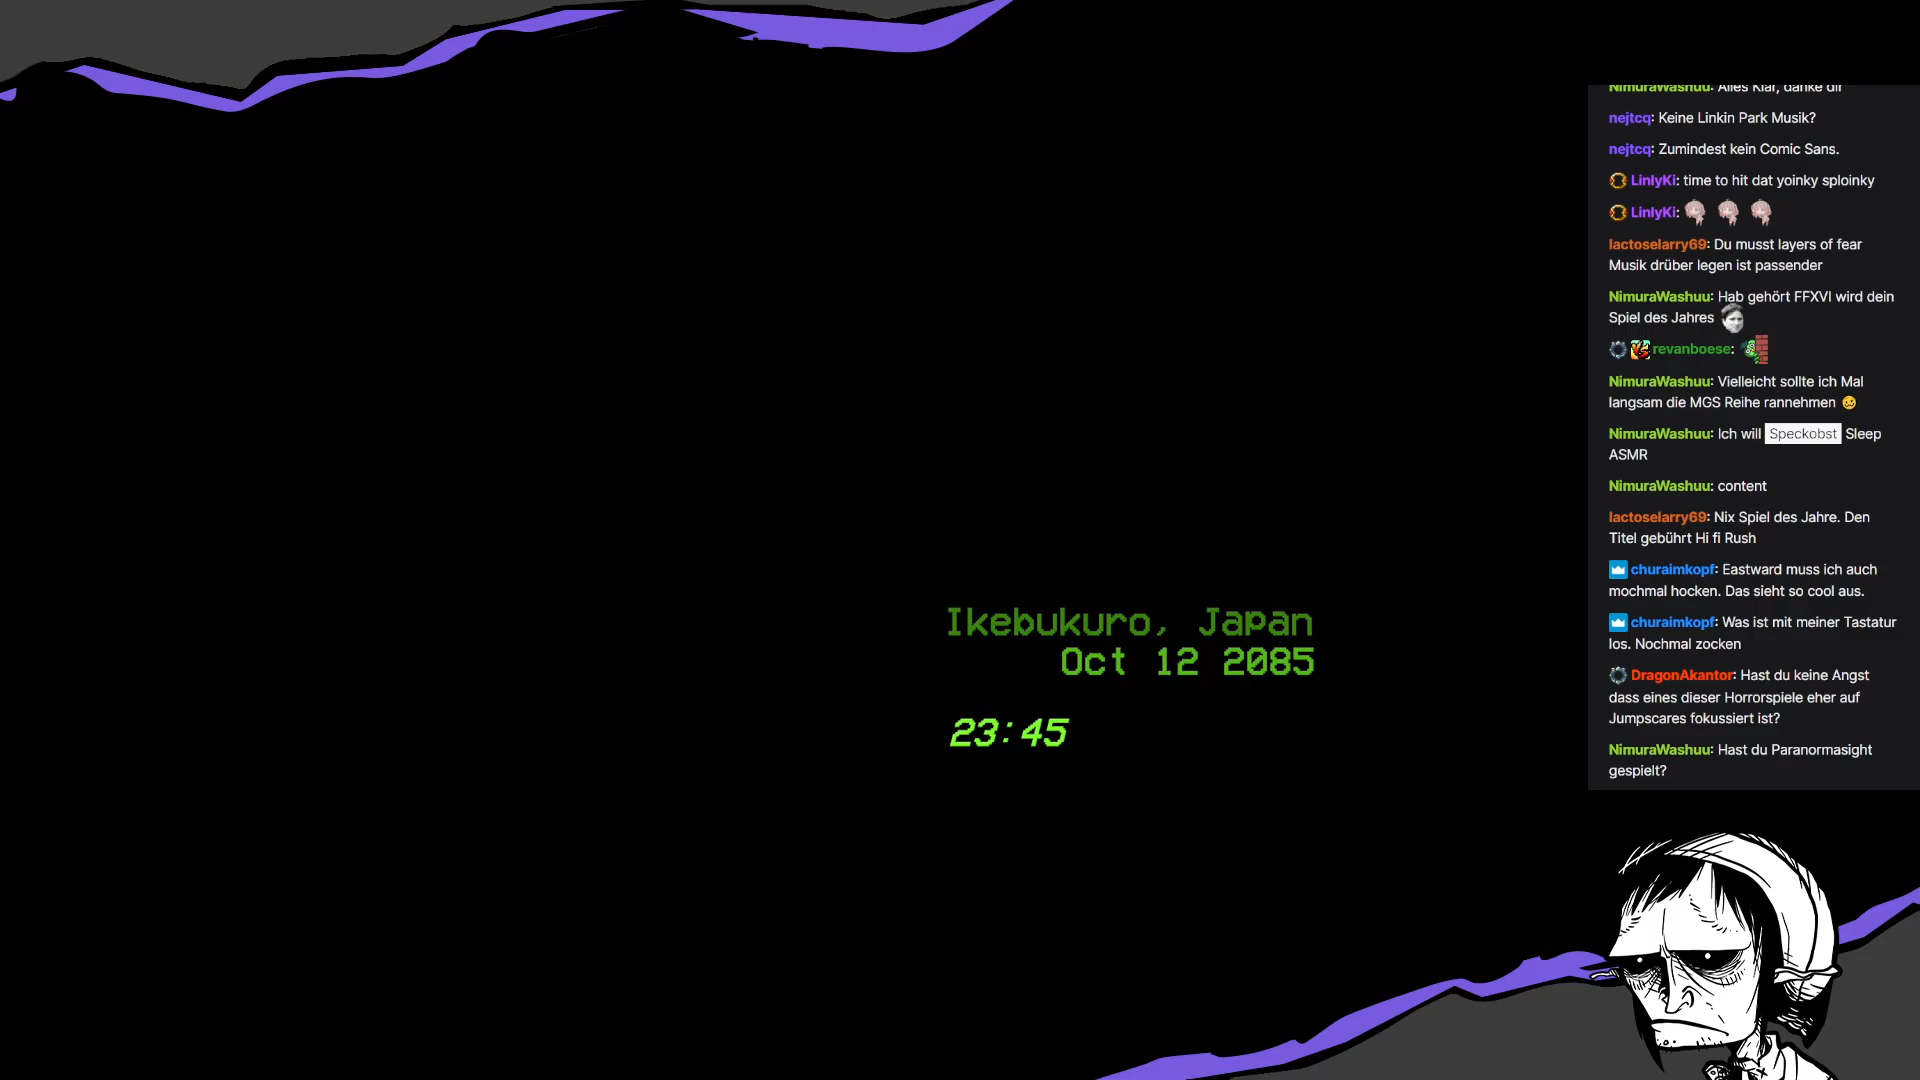 NimuraWashuu: Alles Klar, danke dir
nejtcq: Keine Linkin Park Musik?
nejtcq: Zumindest kein Comic Sans.
LinlyKi: time to hit dat yoinky sploinky
LinlyKi:
lactoselarry69: Du musst layers of fear
Musik drüber legen ist passender
NimuraWashuu: Hab gehört FFXVI wird dein
Spiel des Jahres
revanboese:
NimuraWashuu: Vielleicht sollte ich Mal
langsam die MGS Reihe rannehmen 🥴
NimuraWashuu: Ich will Speckobst Sleep
ASMR
NimuraWashuu: content
lactoselarry69: Nix Spiel des Jahre. Den
Titel gebührt Hi fi Rush
churaimkopf: Eastward muss ich auch
mochmal hocken. Das sieht so cool aus.
churaimkopf: Was ist mit meiner Tastatur
los. Nochmal zocken
DragonAkantor: Hast du keine Angst
dass eines dieser Horrorspiele eher auf
Jumpscares fokussiert ist?
NimuraWashuu: Hast du Paranormasight
gespielt?
Ikebukuro, Japan
Oct 12 2085
23:45